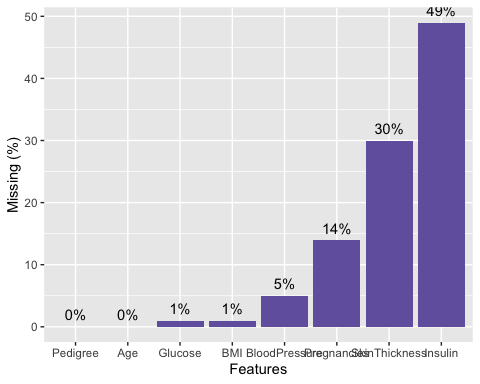 49%
50
40
30%
30
20
14%
10
5%
1%
1%
0%
0%
0
Missing (%)
Pedigree
Age
Glucose
BMI
BloodPressure
Pregnancies
SkinThickness
Insulin
Features